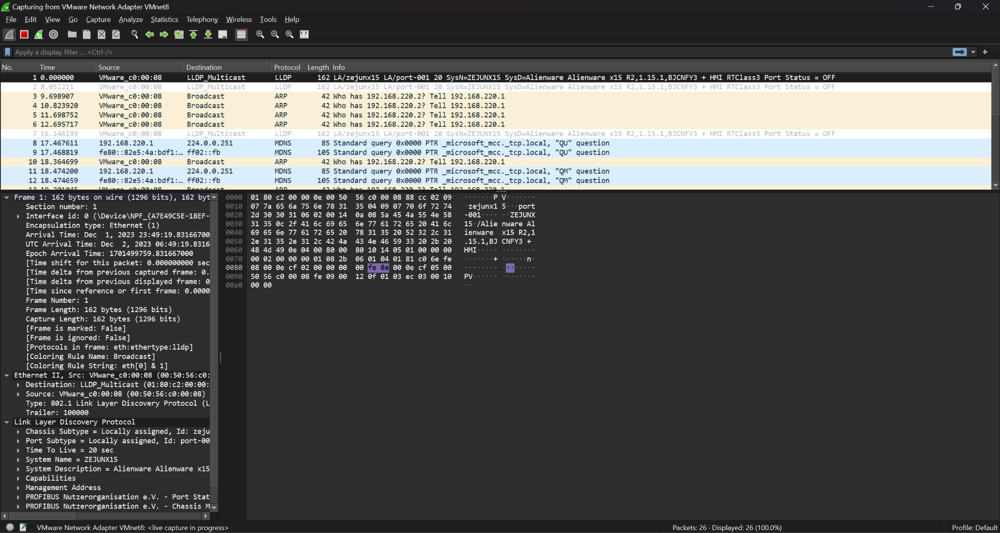 Capturing from VMware Network Adapter VMnet8
File Edit View Go Capture Analyze Statistics Telephony Wireless Tools Help
Apply a display filter ... <Ctrl-/>
No. Time Source Destination Protocol Length Info
1 0.000000 VMware_c0:00:08 LLDP_Multicast LLDP 162 LA/zejunx15 LA/port-001 20 SysN=ZEJUNX15 SysD=Alienware Alienware x15 R2,1.15.1,BJCNFY3 + HMI RTClass3 Port Status = OFF
2 8.051211 VMware_c0:00:08 LLDP_Multicast LLDP 162 LA/zejunx15 LA/port-001 20 SysN=ZEJUNX15 SysD=Alienware Alienware x15 R2,1.15.1,BJCNFY3 + HMI RTClass3 Port Status = OFF
3 9.698907 VMware_c0:00:08 Broadcast ARP 42 Who has 192.168.220.2? Tell 192.168.220.1
4 10.823920 VMware_c0:00:08 Broadcast ARP 42 Who has 192.168.220.2? Tell 192.168.220.1
5 11.698752 VMware_c0:00:08 Broadcast ARP 42 Who has 192.168.220.2? Tell 192.168.220.1
6 12.695717 VMware_c0:00:08 Broadcast ARP 42 Who has 192.168.220.2? Tell 192.168.220.1
7 16.146199 VMware_c0:00:08 LLDP_Multicast LLDP 162 LA/zejunx15 LA/port-001 20 SysN=ZEJUNX15 SysD=Alienware Alienware x15 R2,1.15.1,BJCNFY3 + HMI RTClass3 Port Status = OFF
8 17.467611 192.168.220.1 224.0.0.251 MDNS 85 Standard query 0x0000 PTR _microsoft_mcc._tcp.local, "QU" question
9 17.468819 fe80::82e5:4a:bdf1:… ff02::fb MDNS 105 Standard query 0x0000 PTR _microsoft_mcc._tcp.local, "QU" question
10 18.364699 VMware_c0:00:08 Broadcast ARP 42 Who has 192.168.220.2? Tell 192.168.220.1
11 18.474200 192.168.220.1 224.0.0.251 MDNS 85 Standard query 0x0000 PTR _microsoft_mcc._tcp.local, "QM" question
12 18.474659 fe80::82e5:4a:bdf1:… ff02::fb MDNS 105 Standard query 0x0000 PTR _microsoft_mcc._tcp.local, "QM" question
Frame 1: 162 bytes on wire (1296 bits), 162 byt
Section number: 1
Interface id: 0 (\Device\NPF_{A7E49C5E-18EF-
Encapsulation type: Ethernet (1)
Arrival Time: Dec  1, 2023 23:49:19.83166700
UTC Arrival Time: Dec  2, 2023 06:49:19.8316
Epoch Arrival Time: 1701499759.831667000
[Time shift for this packet: 0.000000000 sec
[Time delta from previous captured frame: 0.
[Time delta from previous displayed frame: 0
[Time since reference or first frame: 0.0000
Frame Number: 1
Frame Length: 162 bytes (1296 bits)
Capture Length: 162 bytes (1296 bits)
[Frame is marked: False]
[Frame is ignored: False]
[Protocols in frame: eth:ethertype:lldp]
[Coloring Rule Name: Broadcast]
[Coloring Rule String: eth[0] & 1]
Ethernet II, Src: VMware_c0:00:08 (00:50:56:c0:
Destination: LLDP_Multicast (01:80:c2:00:00:
Source: VMware_c0:00:08 (00:50:56:c0:00:08)
Type: 802.1 Link Layer Discovery Protocol (L
Trailer: 100000
Link Layer Discovery Protocol
Chassis Subtype = Locally assigned, Id: zeju
Port Subtype = Locally assigned, Id: port-00
Time To Live = 20 sec
System Name = ZEJUNX15
System Description = Alienware Alienware x15
Capabilities
Management Address
PROFIBUS Nutzerorganisation e.V. - Port Stat
PROFIBUS Nutzerorganisation e.V. - Chassis M
0000 01 80 c2 00 00 0e 00 50 56 c0 00 08 88 cc 02 09 ·······P V·······
0010 07 7a 65 6a 75 6e 78 31 35 04 09 07 70 6f 72 74 ·zejunx1 5···port
0020 2d 30 30 31 06 02 00 14 0a 08 5a 45 4a 55 4e 58 -001···· ··ZEJUNX
0030 31 35 0c 2f 41 6c 69 65 6e 77 61 72 65 20 41 6c 15·/Alie nware Al
0040 69 65 6e 77 61 72 65 20 78 31 35 20 52 32 2c 31 ienware x15 R2,1
0050 2e 31 35 2e 31 2c 42 4a 43 4e 46 59 33 20 2b 20 .15.1,BJ CNFY3 +
0060 48 4d 49 0e 04 00 80 00 80 10 14 05 01 00 00 00 HMI····· ········
0070 00 02 00 00 00 01 08 2b 06 01 04 01 81 c0 6e fe ·······+ ······n·
0080 08 00 0e cf 02 00 00 00 00 fe 0a 00 0e cf 05 00 ········ ········
0090 50 56 c0 00 08 fe 09 00 12 0f 01 03 ec 03 00 10 PV······ ········
00a0 00 00 ··
VMware Network Adapter VMnet8: <live capture in progress>
Packets: 26 · Displayed: 26 (100.0%)
Profile: Default